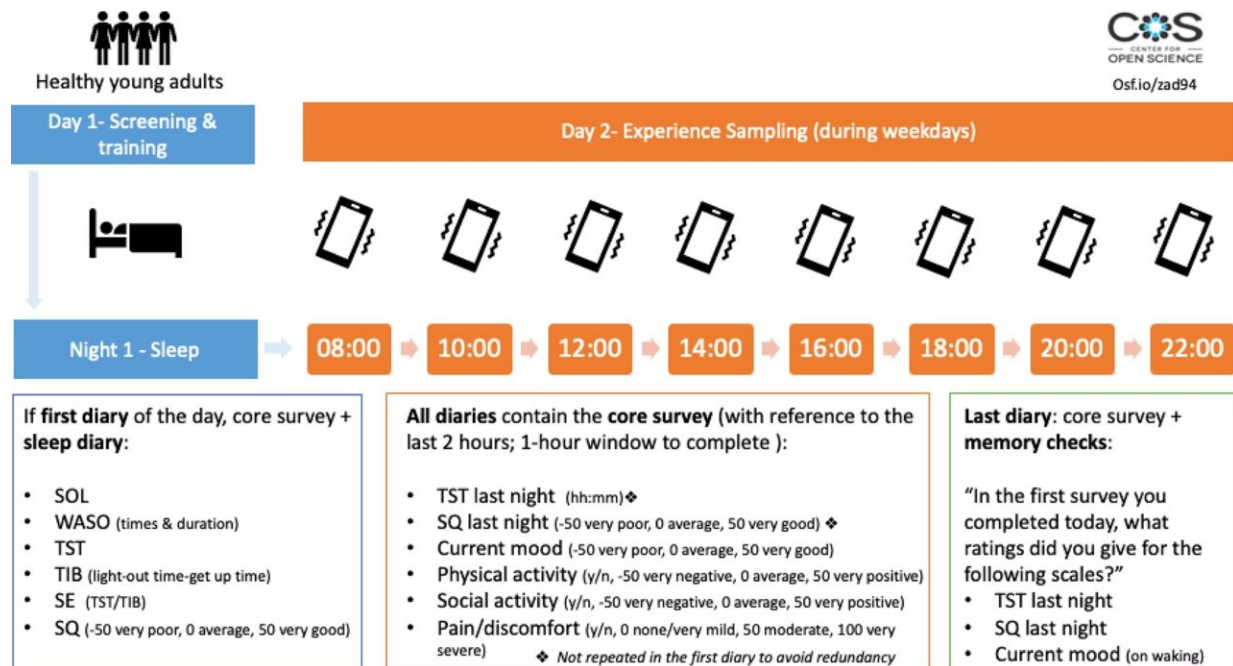 Healthy young adults
COS
CENTER FOR
OPEN SCIENCE
Osf.io/zad94
Day 1- Screening &
training
Day 2- Experience Sampling (during weekdays)
Night 1 - Sleep
08:00
10:00
12:00
14:00
16:00
18:00
20:00
22:00
If first diary of the day, core survey +
sleep diary:
• SOL
• WASO (times & duration)
• TST
• TIB (light-out time-get up time)
• SE (TST/TIB)
• SQ (-50 very poor, 0 average, 50 very good)
All diaries contain the core survey (with reference to the
last 2 hours; 1-hour window to complete ):
• TST last night (hh:mm)❖
• SQ last night (-50 very poor, 0 average, 50 very good) ❖
• Current mood (-50 very poor, 0 average, 50 very good)
• Physical activity (y/n, -50 very negative, 0 average, 50 very positive)
• Social activity (y/n, -50 very negative, 0 average, 50 very positive)
• Pain/discomfort (y/n, 0 none/very mild, 50 moderate, 100 very
severe)
❖ Not repeated in the first diary to avoid redundancy
Last diary: core survey +
memory checks:
“In the first survey you
completed today, what
ratings did you give for the
following scales?”
• TST last night
• SQ last night
• Current mood (on waking)